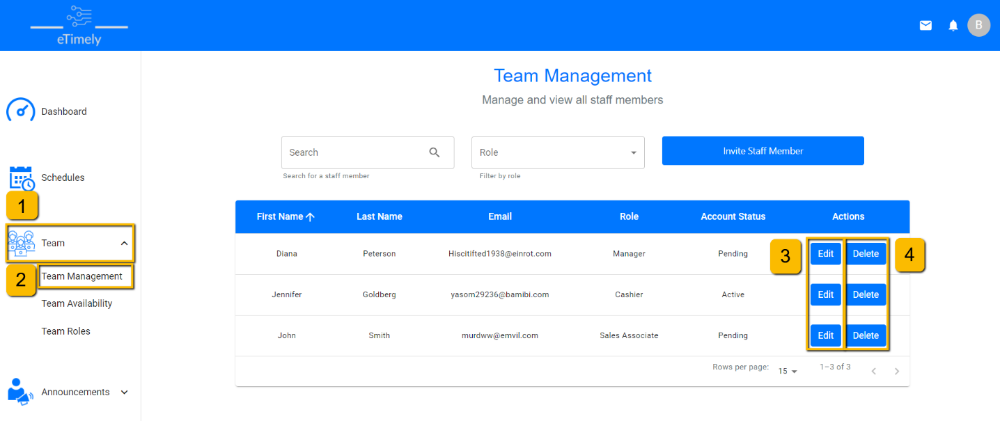 eTimely
B
Team Management
Manage and view all staff members
Dashboard
Search
Role
Invite Staff Member
Search for a staff member
Filter by role
Schedules
1
First Name
Last Name
Email
Role
Account Status
Actions
Team
Diana
Peterson
Hiscitifted1938@einrot.com
Manager
Pending
3
Edit
Delete
4
2
Team Management
Jennifer
Goldberg
yasom29236@bamibi.com
Cashier
Active
Edit
Delete
Team Availability
Team Roles
John
Smith
murdww@emvil.com
Sales Associate
Pending
Edit
Delete
Rows per page:
15
1–3 of 3
Announcements